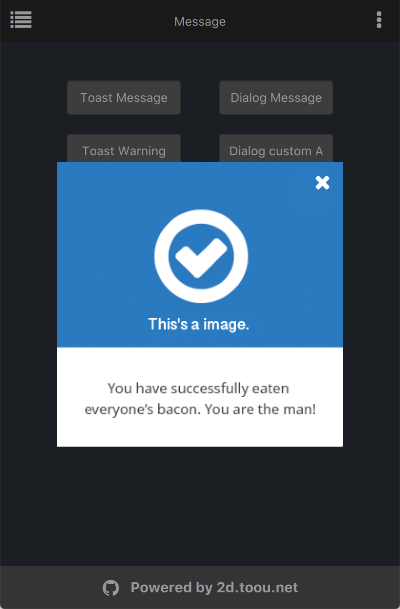 Message
Toast Message
Dialog Message
Toast Warning
Dialog custom A
This's a image.
You have successfully eaten
everyone’s bacon. You are the man!
Powered by 2d.toou.net